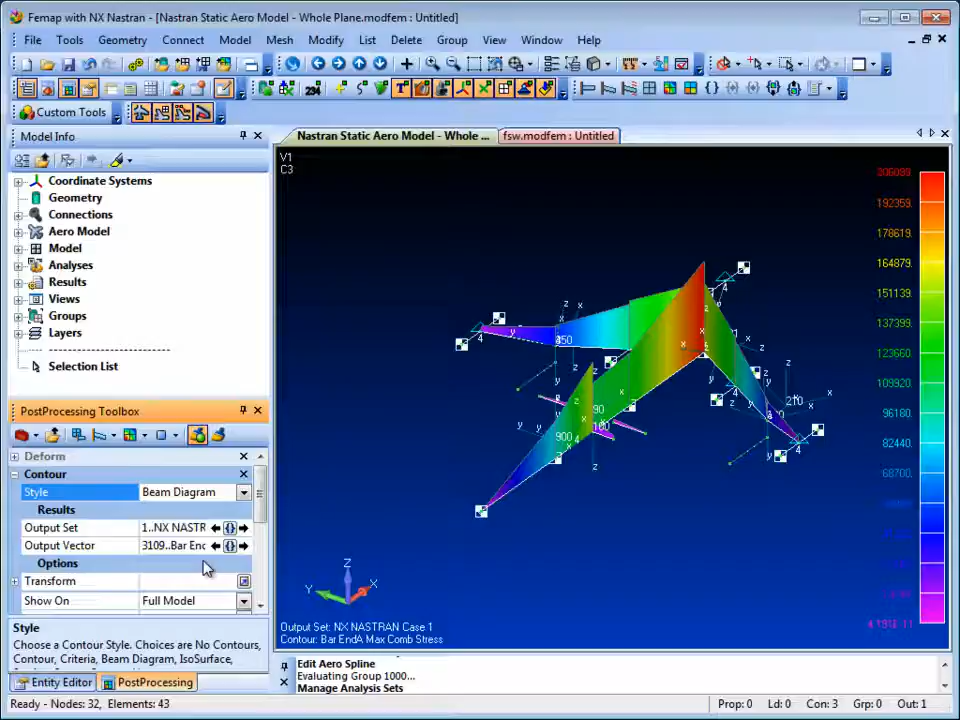 Femap with NX Nastran - [Nastran Static Aero Model - Whole Plane.modfem : Untitled]
File Tools Geometry Connect Model Mesh Modify List Delete Group View Window Help
234
Custom Tools
Model Info
Nastran Static Aero Model - Whole ...
fsw.modfem : Untitled
Coordinate Systems
Geometry
Connections
Aero Model
Model
Analyses
Results
Views
Groups
Layers
Selection List
PostProcessing Toolbox
Deform
Contour
Style Beam Diagram
Results
Output Set 1..NX NASTR
Output Vector 3109..Bar Enc
Options
Transform
Show On Full Model
Style
Choose a Contour Style. Choices are No Contours,
Contour, Criteria, Beam Diagram, IsoSurface,
Entity Editor PostProcessing
V1
C3
206099.
192359.
178619.
164879.
151139.
137399.
123660.
109920.
96180.
82440.
68700.
900
210
Z
Y
X
Output Set: NX NASTRAN Case 1
Contour: Bar EndA Max Comb Stress
Edit Aero Spline
Evaluating Group 1000...
Manage Analysis Sets
Ready - Nodes: 32, Elements: 43
Prop: 0 Ld: 0 Con: 3 Grp: 0 Out: 1